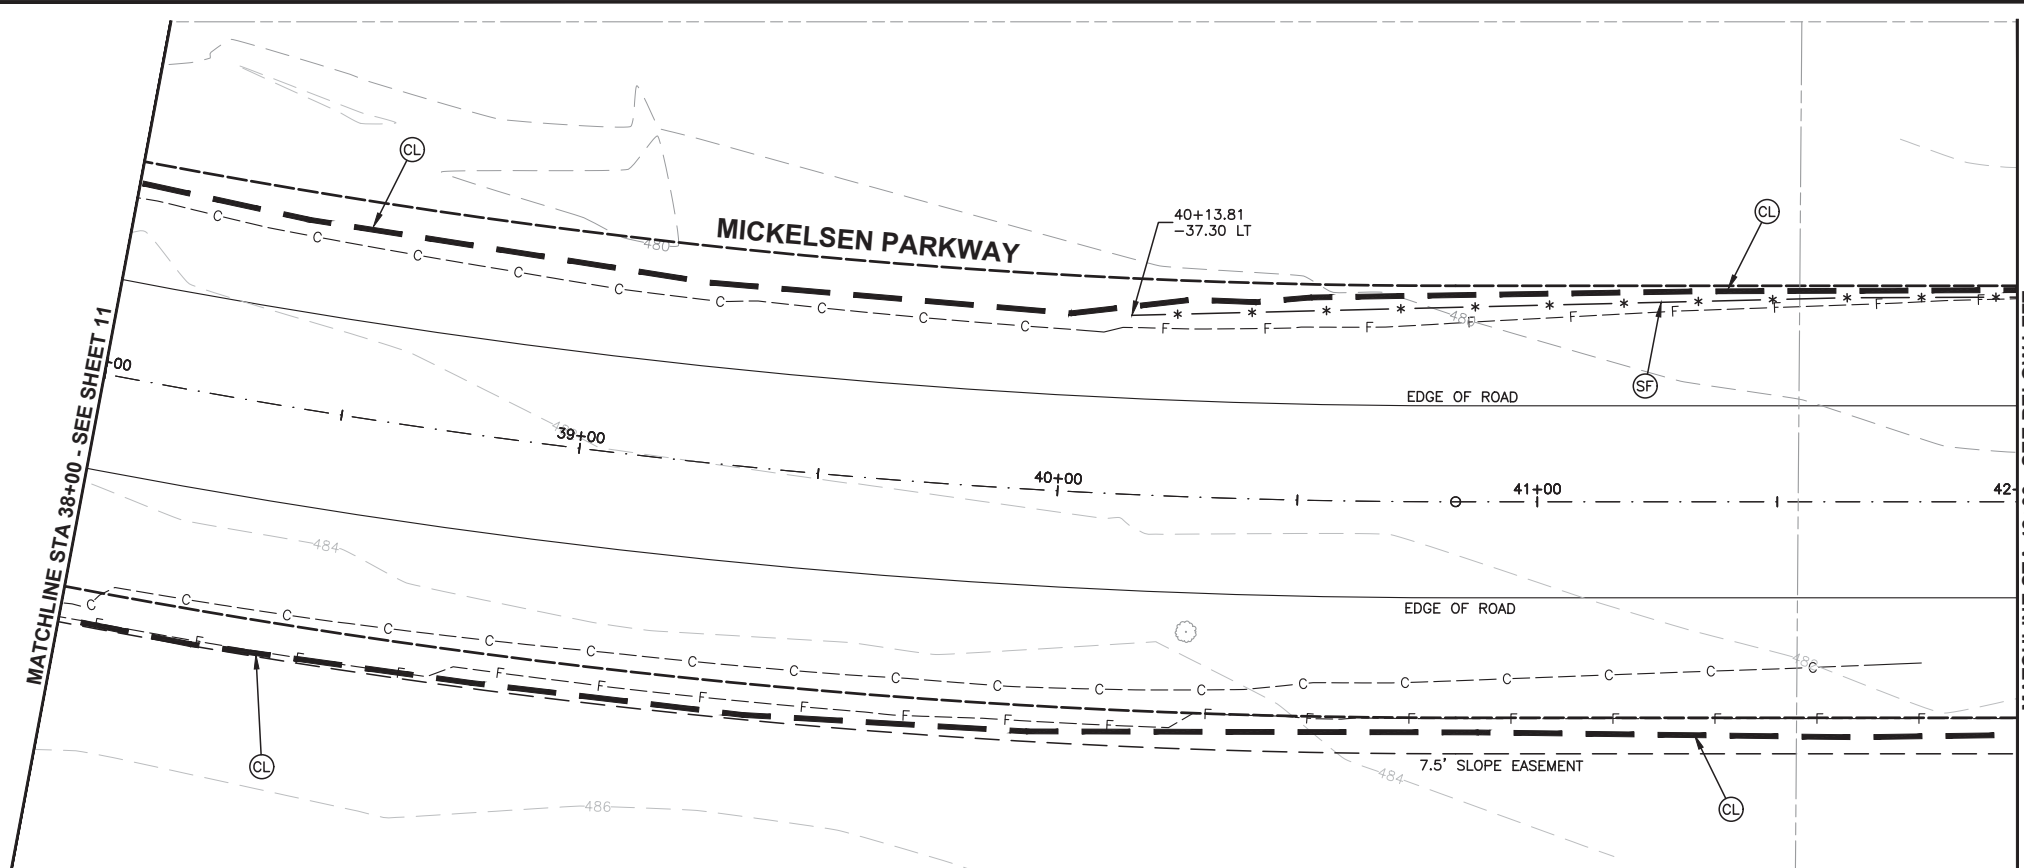 CL
CL
MICKELSEN PARKWAY
480
40+13.81
-37.30 LT
C C C C C C C C C
F F F F F F F F F
* * * * * * * * * * * *
SF
EDGE OF ROAD
MATCHLINE STA 38+00 - SEE SHEET 11
+00
39+00
40+00
41+00
42+
484
EDGE OF ROAD
C C C C C C C C C C C C C C C C C C
F F F F F F F F F F F F F F F F F F F
CL
7.5' SLOPE EASEMENT
484
486
CL